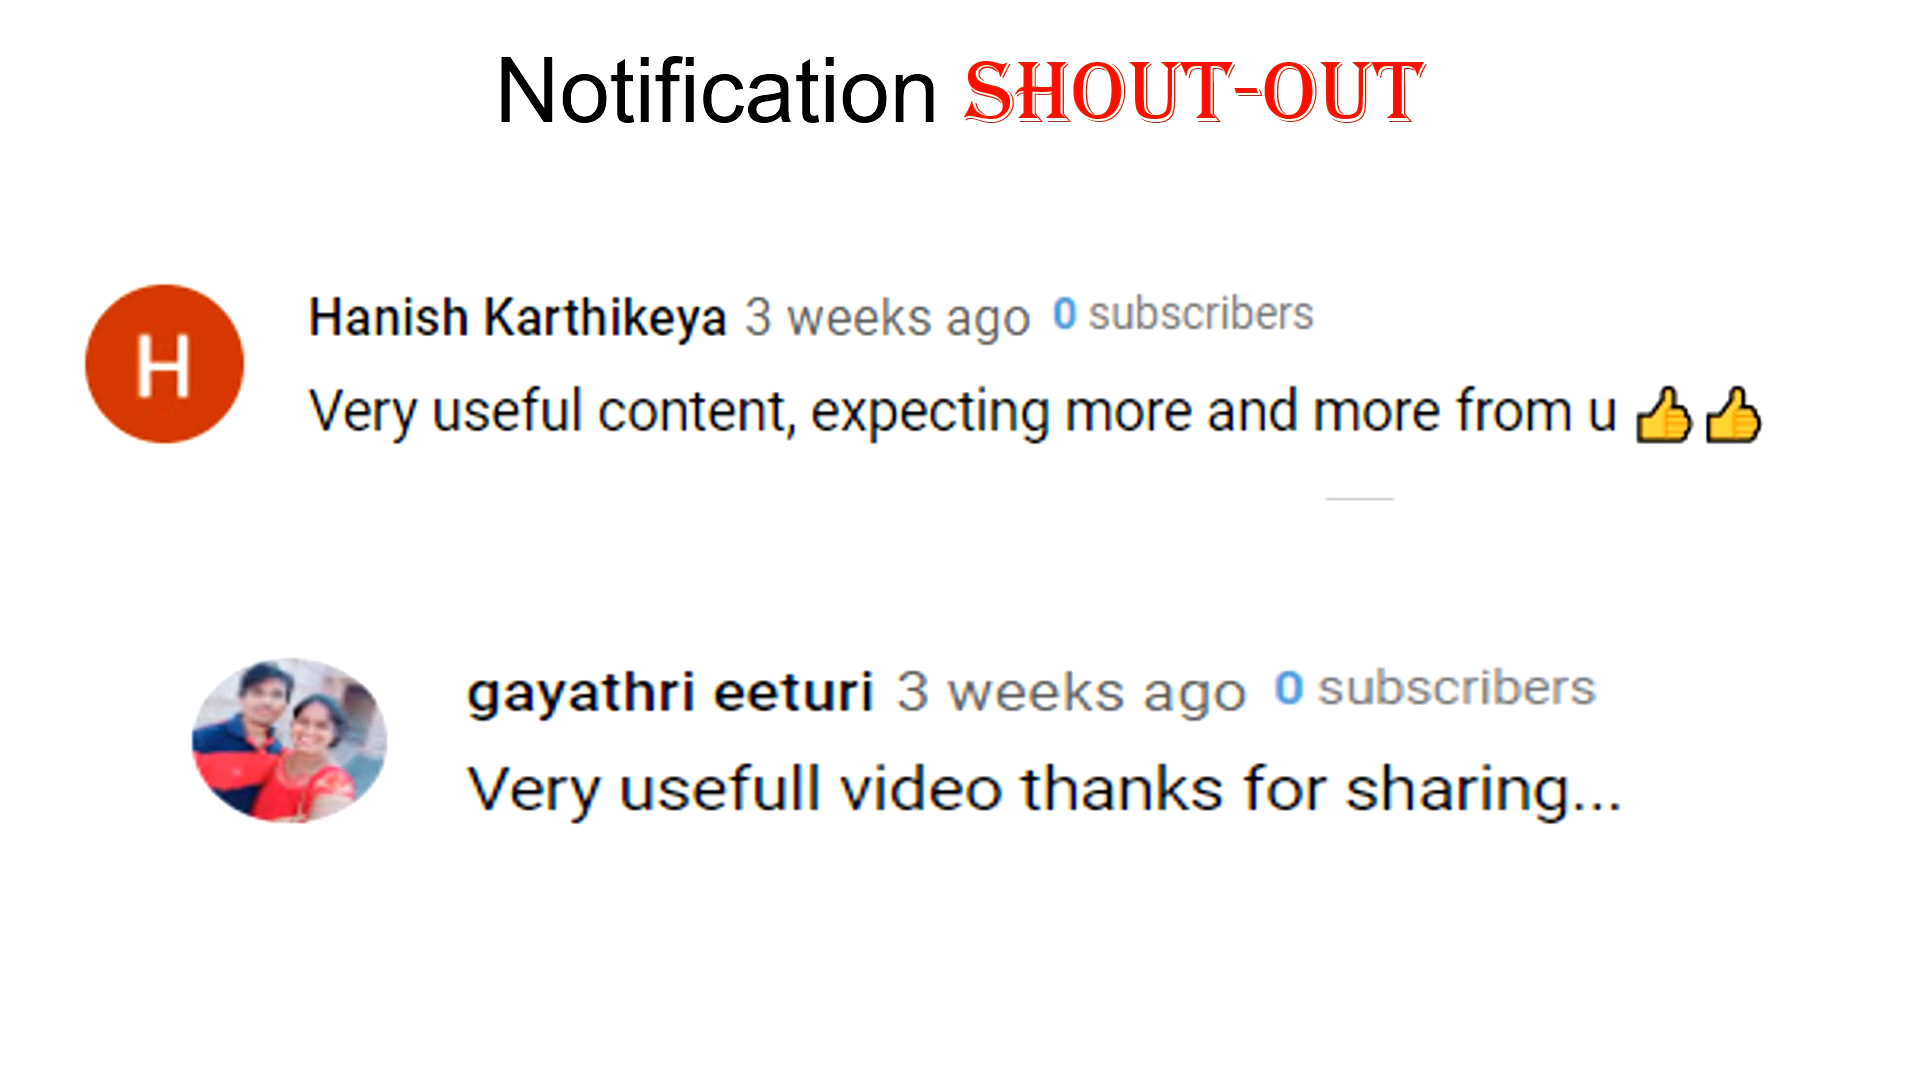 Notification SHOUT-OUT
H
Hanish Karthikeya 3 weeks ago 0 subscribers
Very useful content, expecting more and more from u 👍👍
gayathri eeturi 3 weeks ago 0 subscribers
Very usefull video thanks for sharing...